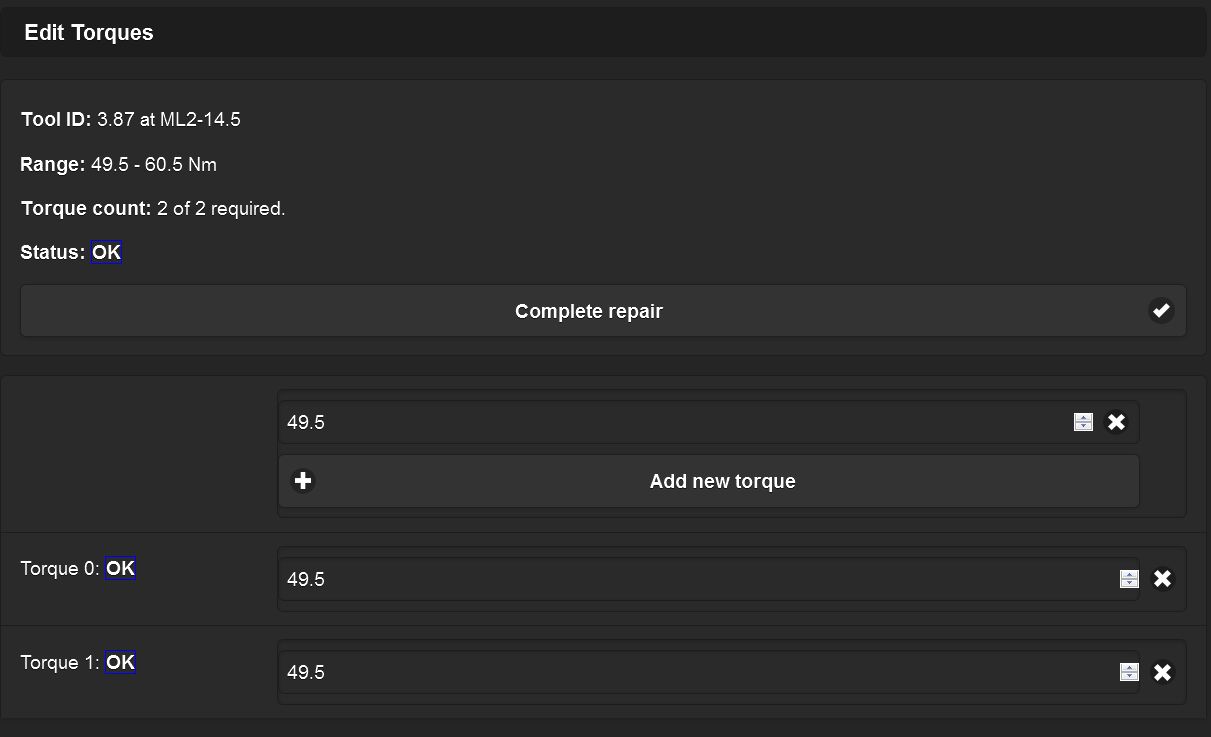 Edit Torques
Tool ID: 3.87 at ML2-14.5
Range: 49.5 - 60.5 Nm
Torque count: 2 of 2 required.
Status: OK
Complete repair
49.5
Add new torque
Torque 0: OK
49.5
Torque 1: OK
49.5